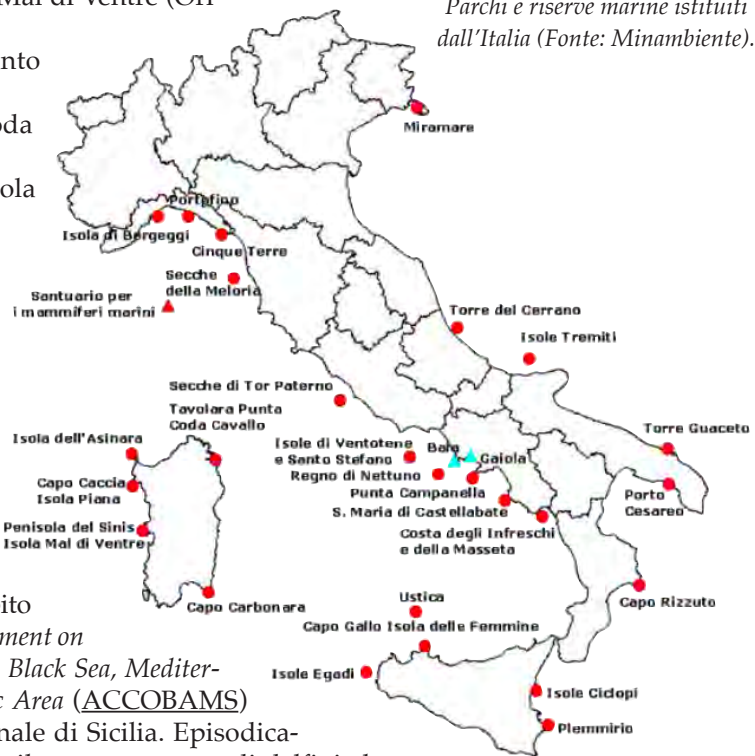 Mal di Ventre (Ori-
Parchi e riserve marine istituiti
dall'Italia (Fonte: Minambiente).
nto
oda
ola
Miramare
Portofino
Isola di Bergeggi
Cinque Terre
Secche
della Meloria
Santuario per
i mammiferi marini
Torre del Cerrano
Isole Tremiti
Secche di Tor Paterno
Tavolara Punta
Coda Cavallo
Isola dell'Asinara
Isole di Ventotene
e Santo Stefano
Baia
Gaiola
Torre Guaceto
Regno di Nettuno
Capo Caccia
Isola Piana
Punta Campanella
S. Maria di Castellabate
Porto
Cesareo
Penisola del Sinis
Isola Mal di Ventre
Costa degli Infreschi
e della Masseta
Capo Carbonara
Capo Rizzuto
Ustica
Capo Gallo Isola delle Femmine
Isole Egadi
Isole Ciclopi
Plemmirio
ito
ment on
Black Sea, Mediter-
c Area (ACCOBAMS)
nale di Sicilia. Episodica-